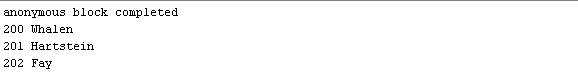 anonymous block completed
200 Whalen
201 Hartstein
202 Fay